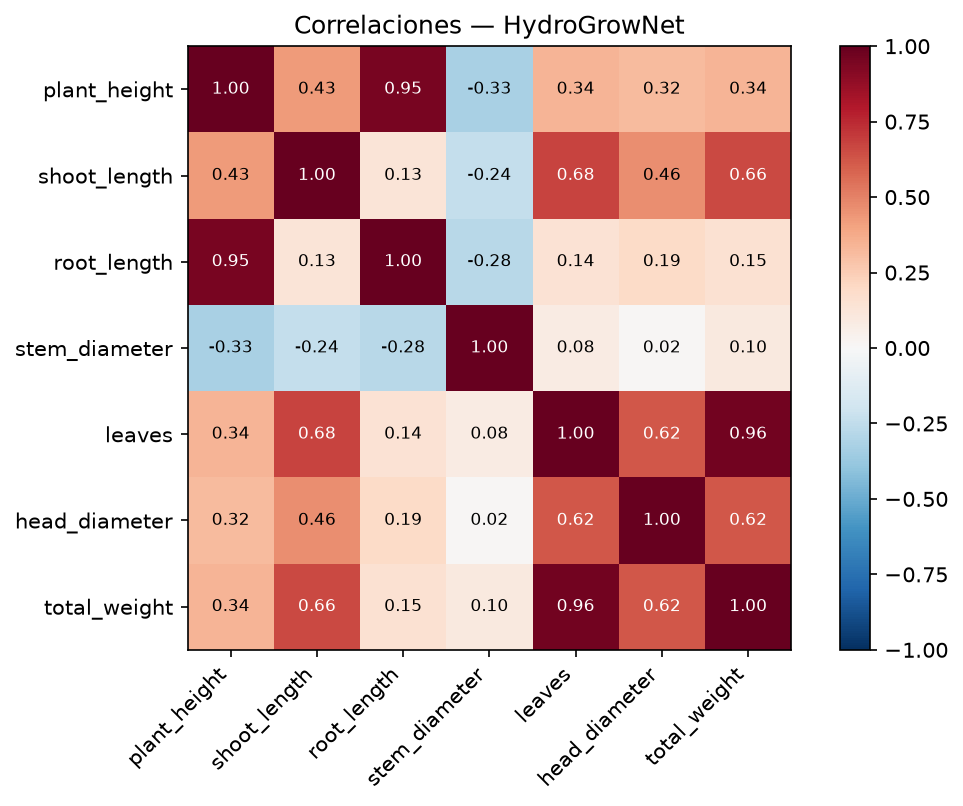 Correlaciones — HydroGrowNet
plant_height 1.00 0.43 0.95 -0.33 0.34 0.32 0.34
shoot_length 0.43 1.00 0.13 -0.24 0.68 0.46 0.66
root_length 0.95 0.13 1.00 -0.28 0.14 0.19 0.15
stem_diameter -0.33 -0.24 -0.28 1.00 0.08 0.02 0.10
leaves 0.34 0.68 0.14 0.08 1.00 0.62 0.96
head_diameter 0.32 0.46 0.19 0.02 0.62 1.00 0.62
total_weight 0.34 0.66 0.15 0.10 0.96 0.62 1.00
plant_height
shoot_length
root_length
stem_diameter
leaves
head_diameter
total_weight
1.00
0.75
0.50
0.25
0.00
−0.25
−0.50
−0.75
−1.00